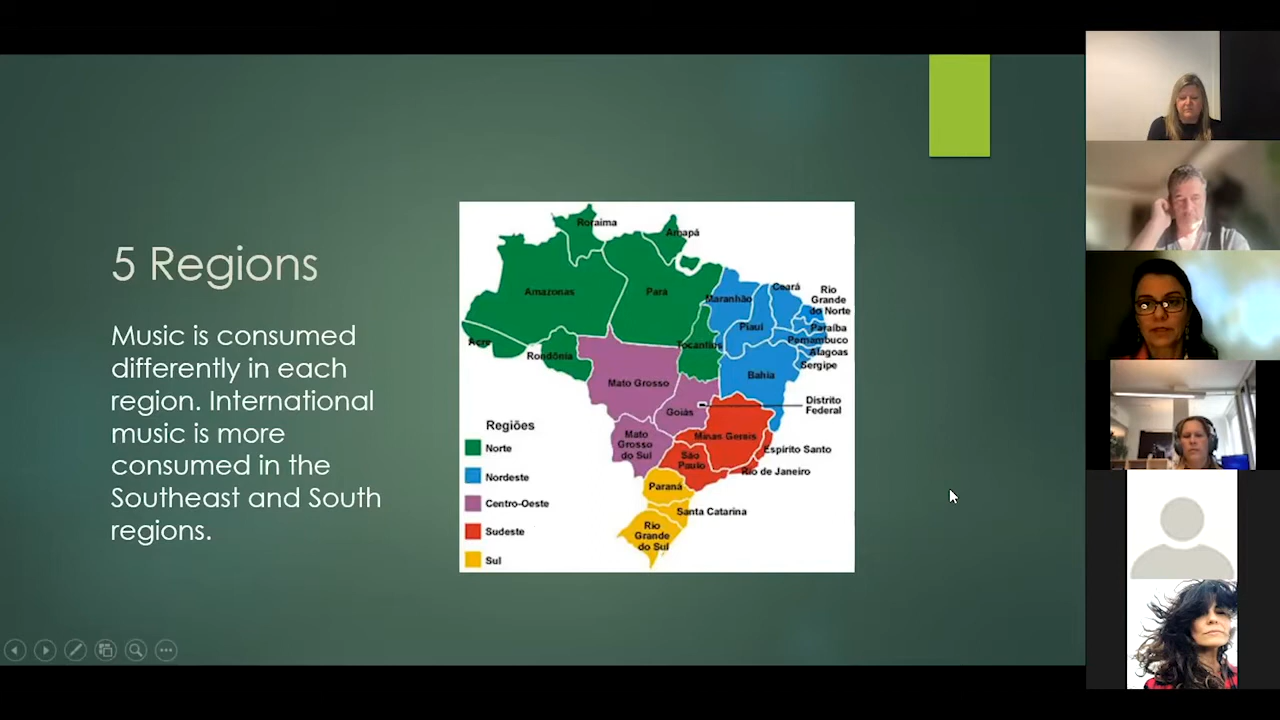 5 Regions
Music is consumed
differently in each
region. International
music is more
consumed in the
Southeast and South
regions.
Roraima
Amapá
Amazonas
Pará
Maranhão
Ceará
Rio
Grande
do Norte
Piauí
Paraíba
Pernambuco
Alagoas
Sergipe
Acre
Rondônia
Tocantins
Bahia
Mato Grosso
Goiás
Distrito
Federal
Mato
Grosso
do Sul
Minas Gerais
Espírito Santo
São
Paulo
Rio de Janeiro
Paraná
Santa Catarina
Rio
Grande
do Sul
Regiões
Norte
Nordeste
Centro-Oeste
Sudeste
Sul